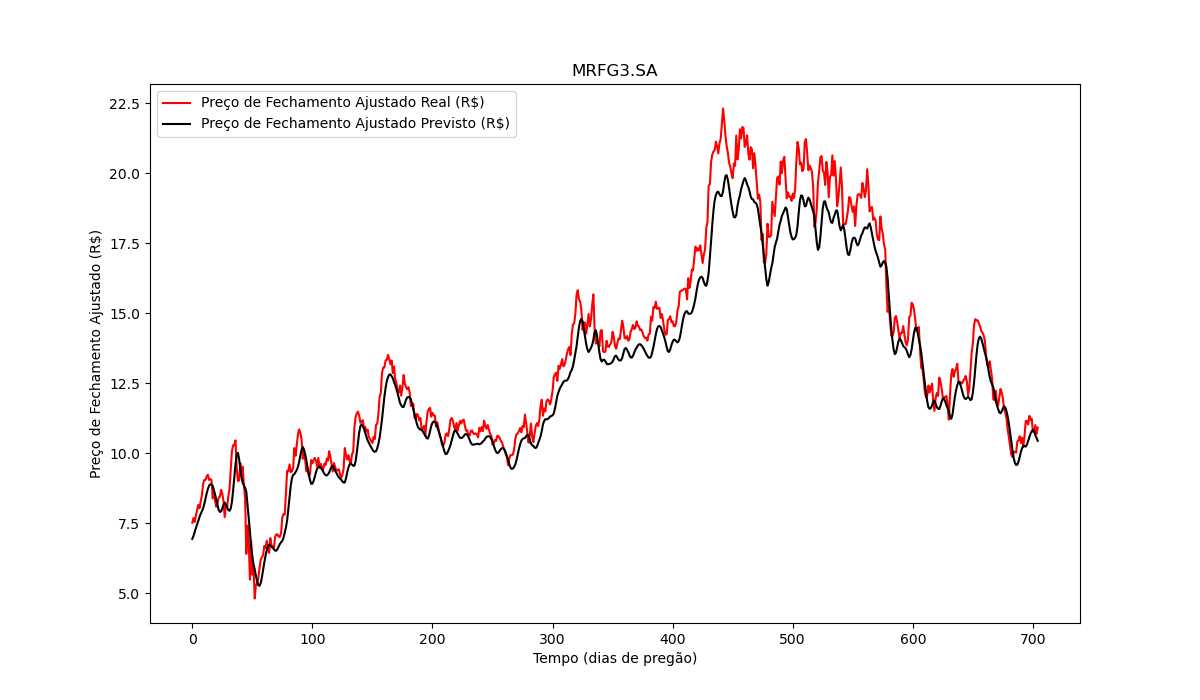 MRFG3.SA
Preço de Fechamento Ajustado Real (R$)
Preço de Fechamento Ajustado Previsto (R$)
Preço de Fechamento Ajustado (R$)
22.5
20.0
17.5
15.0
12.5
10.0
7.5
5.0
0 100 200 300 400 500 600 700
Tempo (dias de pregão)